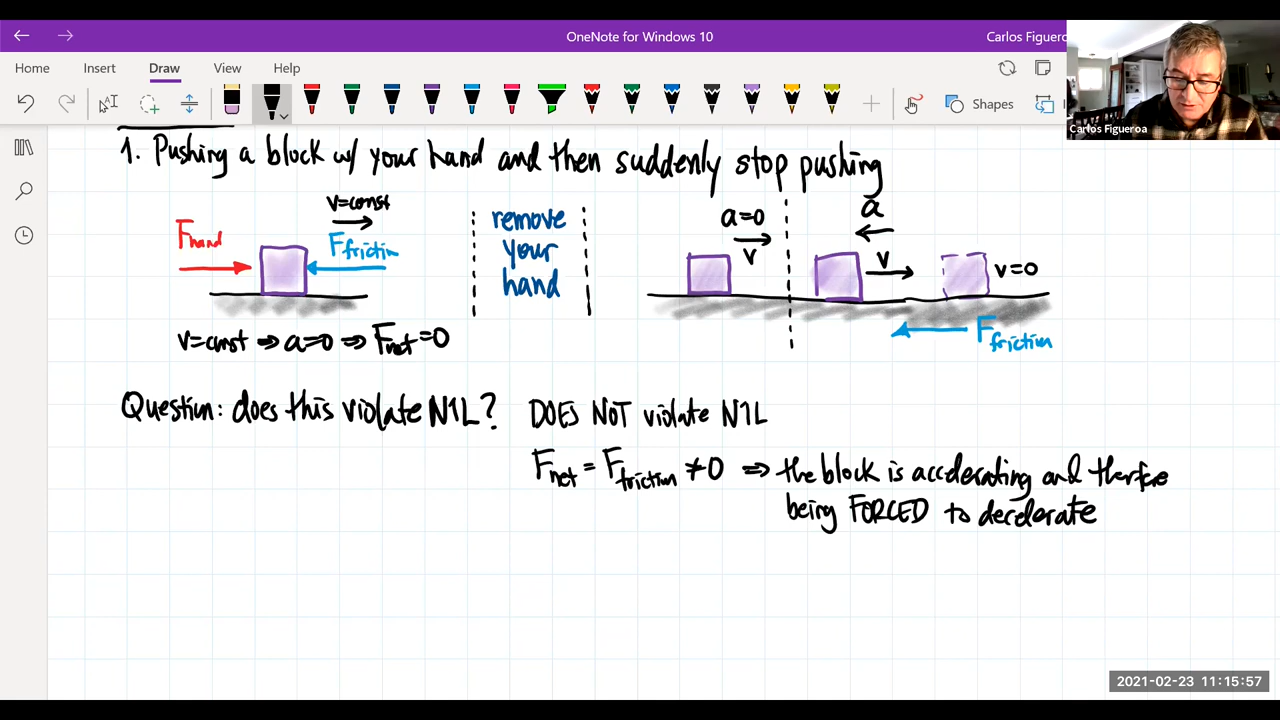 OneNote for Windows 10
Carlos Figueroa
Home Insert Draw View Help
Shapes
Carlos Figueroa
1. Pushing a block w/ your hand and then suddenly stop pushing
v=const
Fhand
Ffriction
remove
your
hand
a=0
v
a
v
v=0
Ffriction
v=const ⇒ a=0 ⇒ Fnet=0
Question: does this violate N1L? DOES NOT violate N1L
Fnet = Ffriction ≠0 ⇒ the block is accelerating and therefore
being FORCED to decelerate
2021-02-23 11:15:57